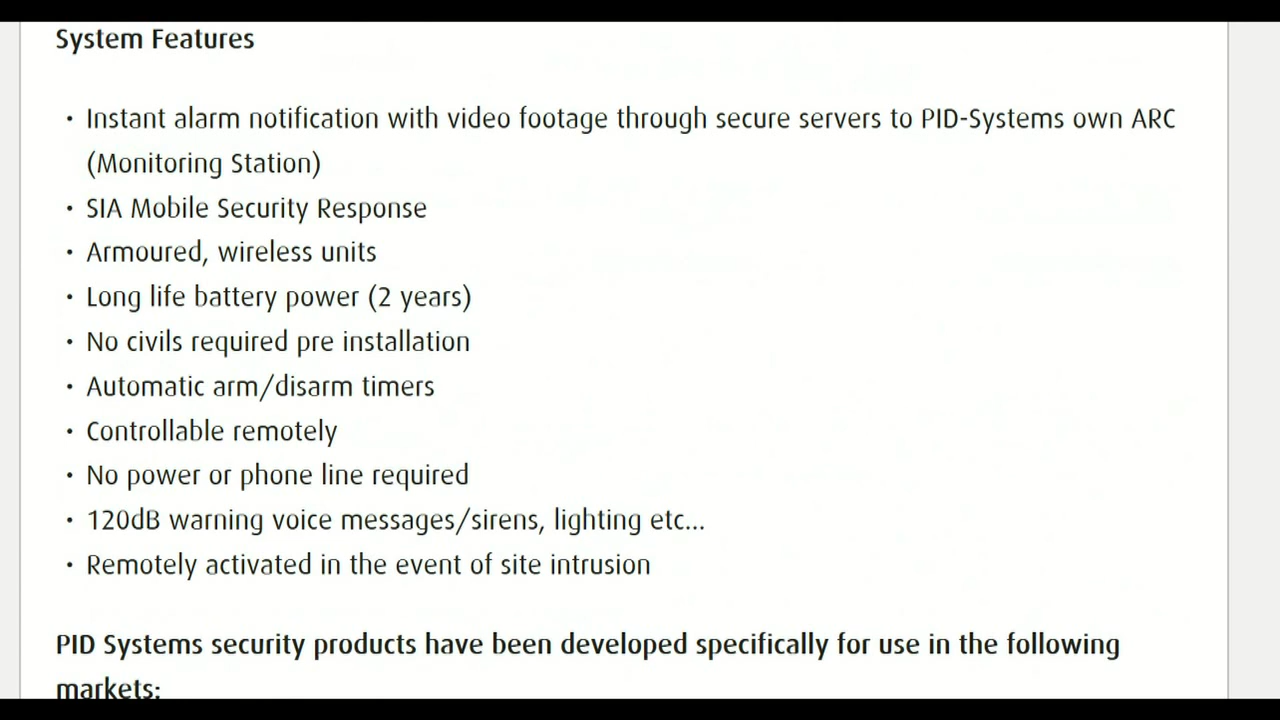 System Features
• Instant alarm notification with video footage through secure servers to PID-Systems own ARC
(Monitoring Station)
• SIA Mobile Security Response
• Armoured, wireless units
• Long life battery power (2 years)
• No civils required pre installation
• Automatic arm/disarm timers
• Controllable remotely
• No power or phone line required
• 120dB warning voice messages/sirens, lighting etc...
• Remotely activated in the event of site intrusion
PID Systems security products have been developed specifically for use in the following
markets: